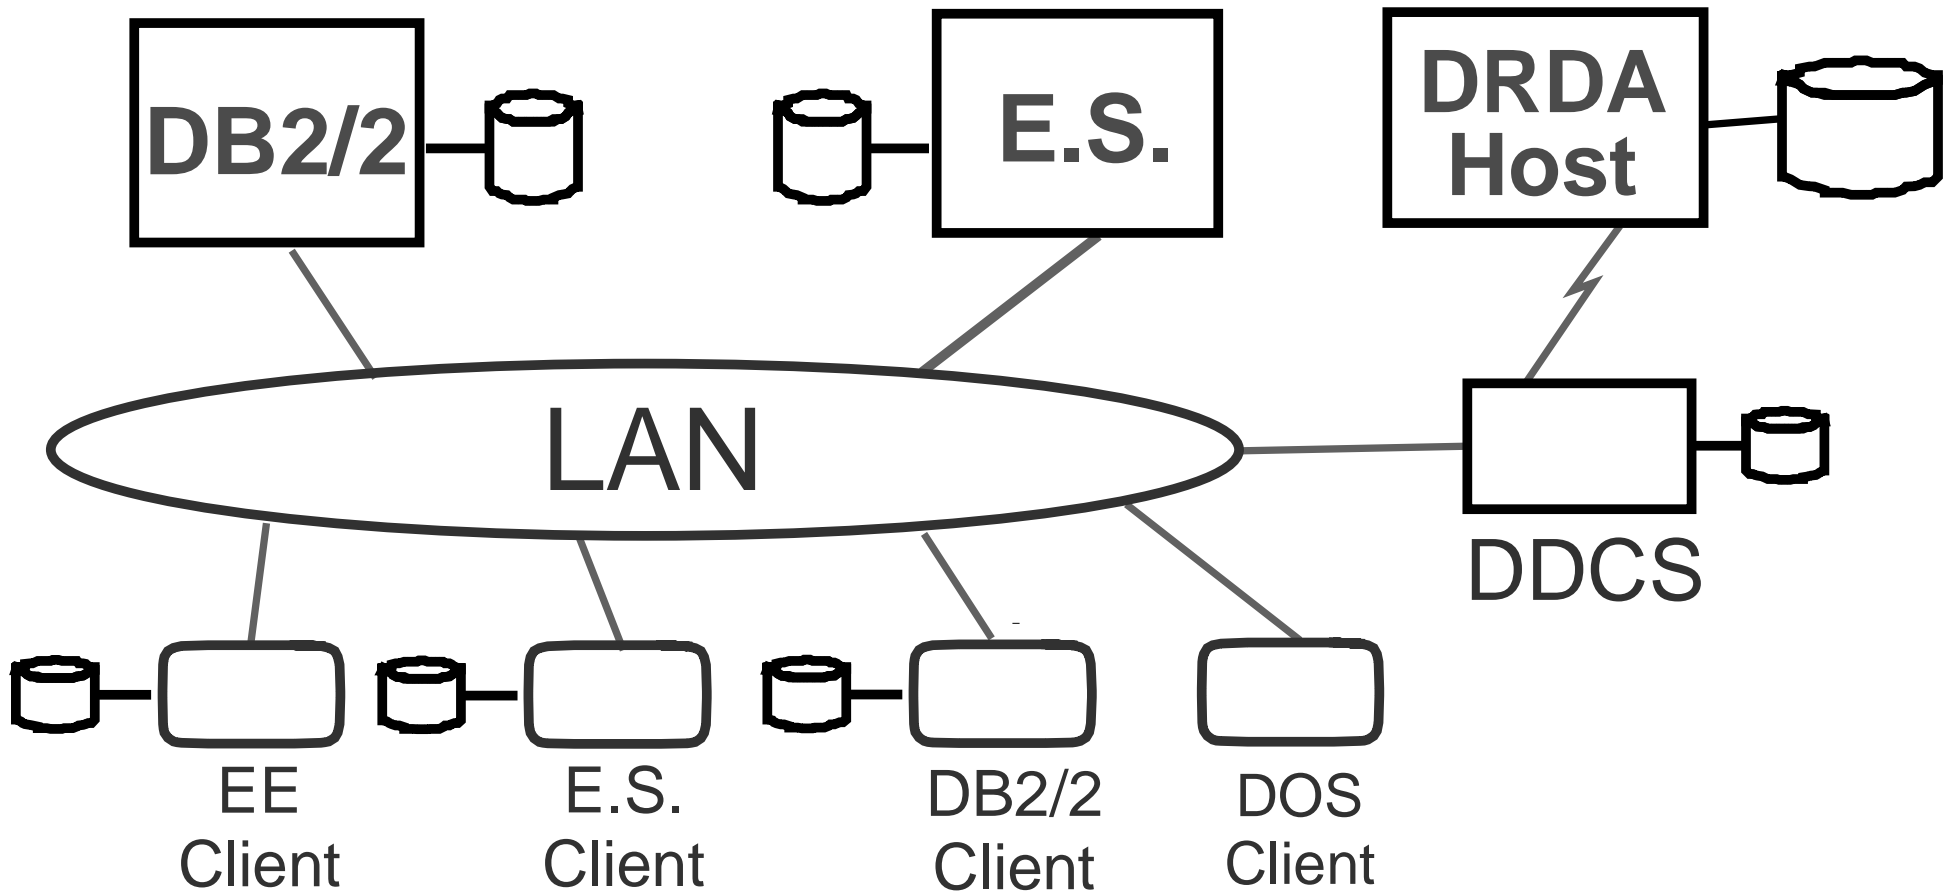 DB2/2
E.S.
DRDA
Host
LAN
DDCS
EE
Client
E.S.
Client
DB2/2
Client
DOS
Client